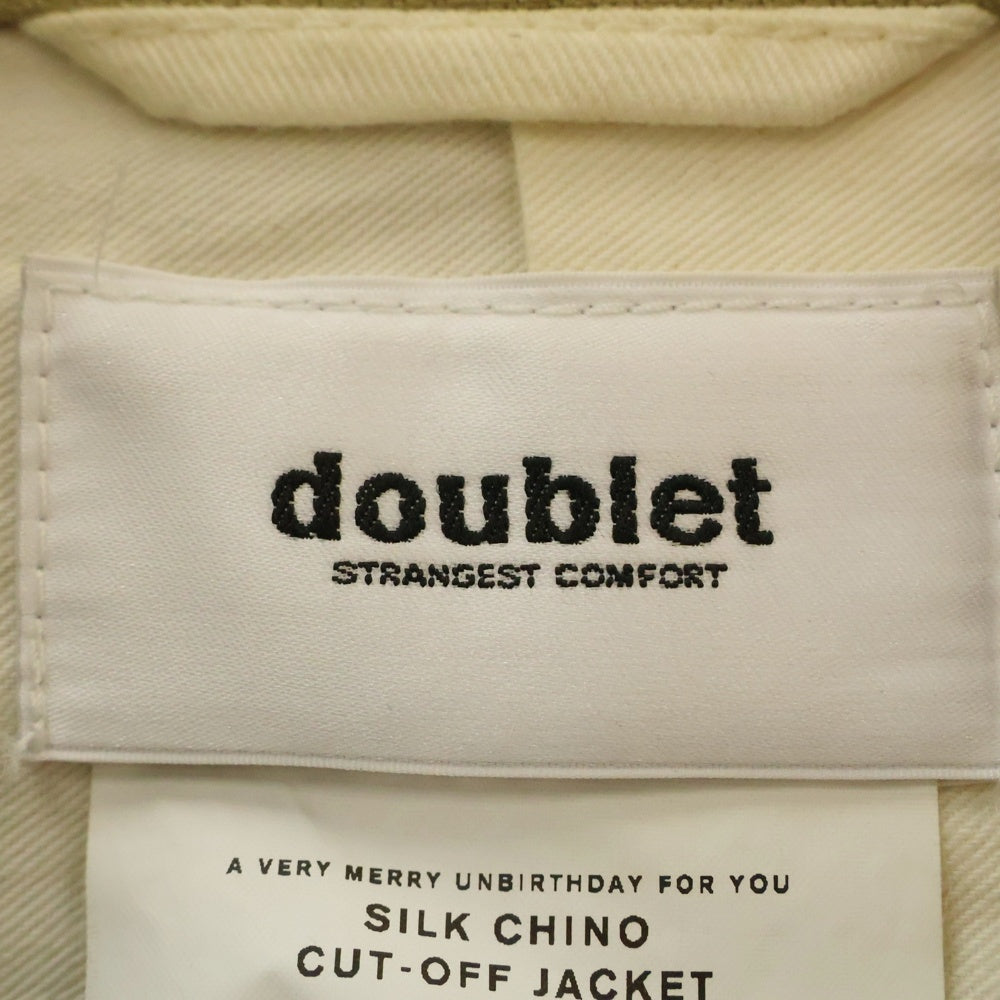 doublet
STRANGEST COMFORT
A VERY MERRY UNBIRTHDAY FOR YOU
SILK CHINO
CUT-OFF JACKET